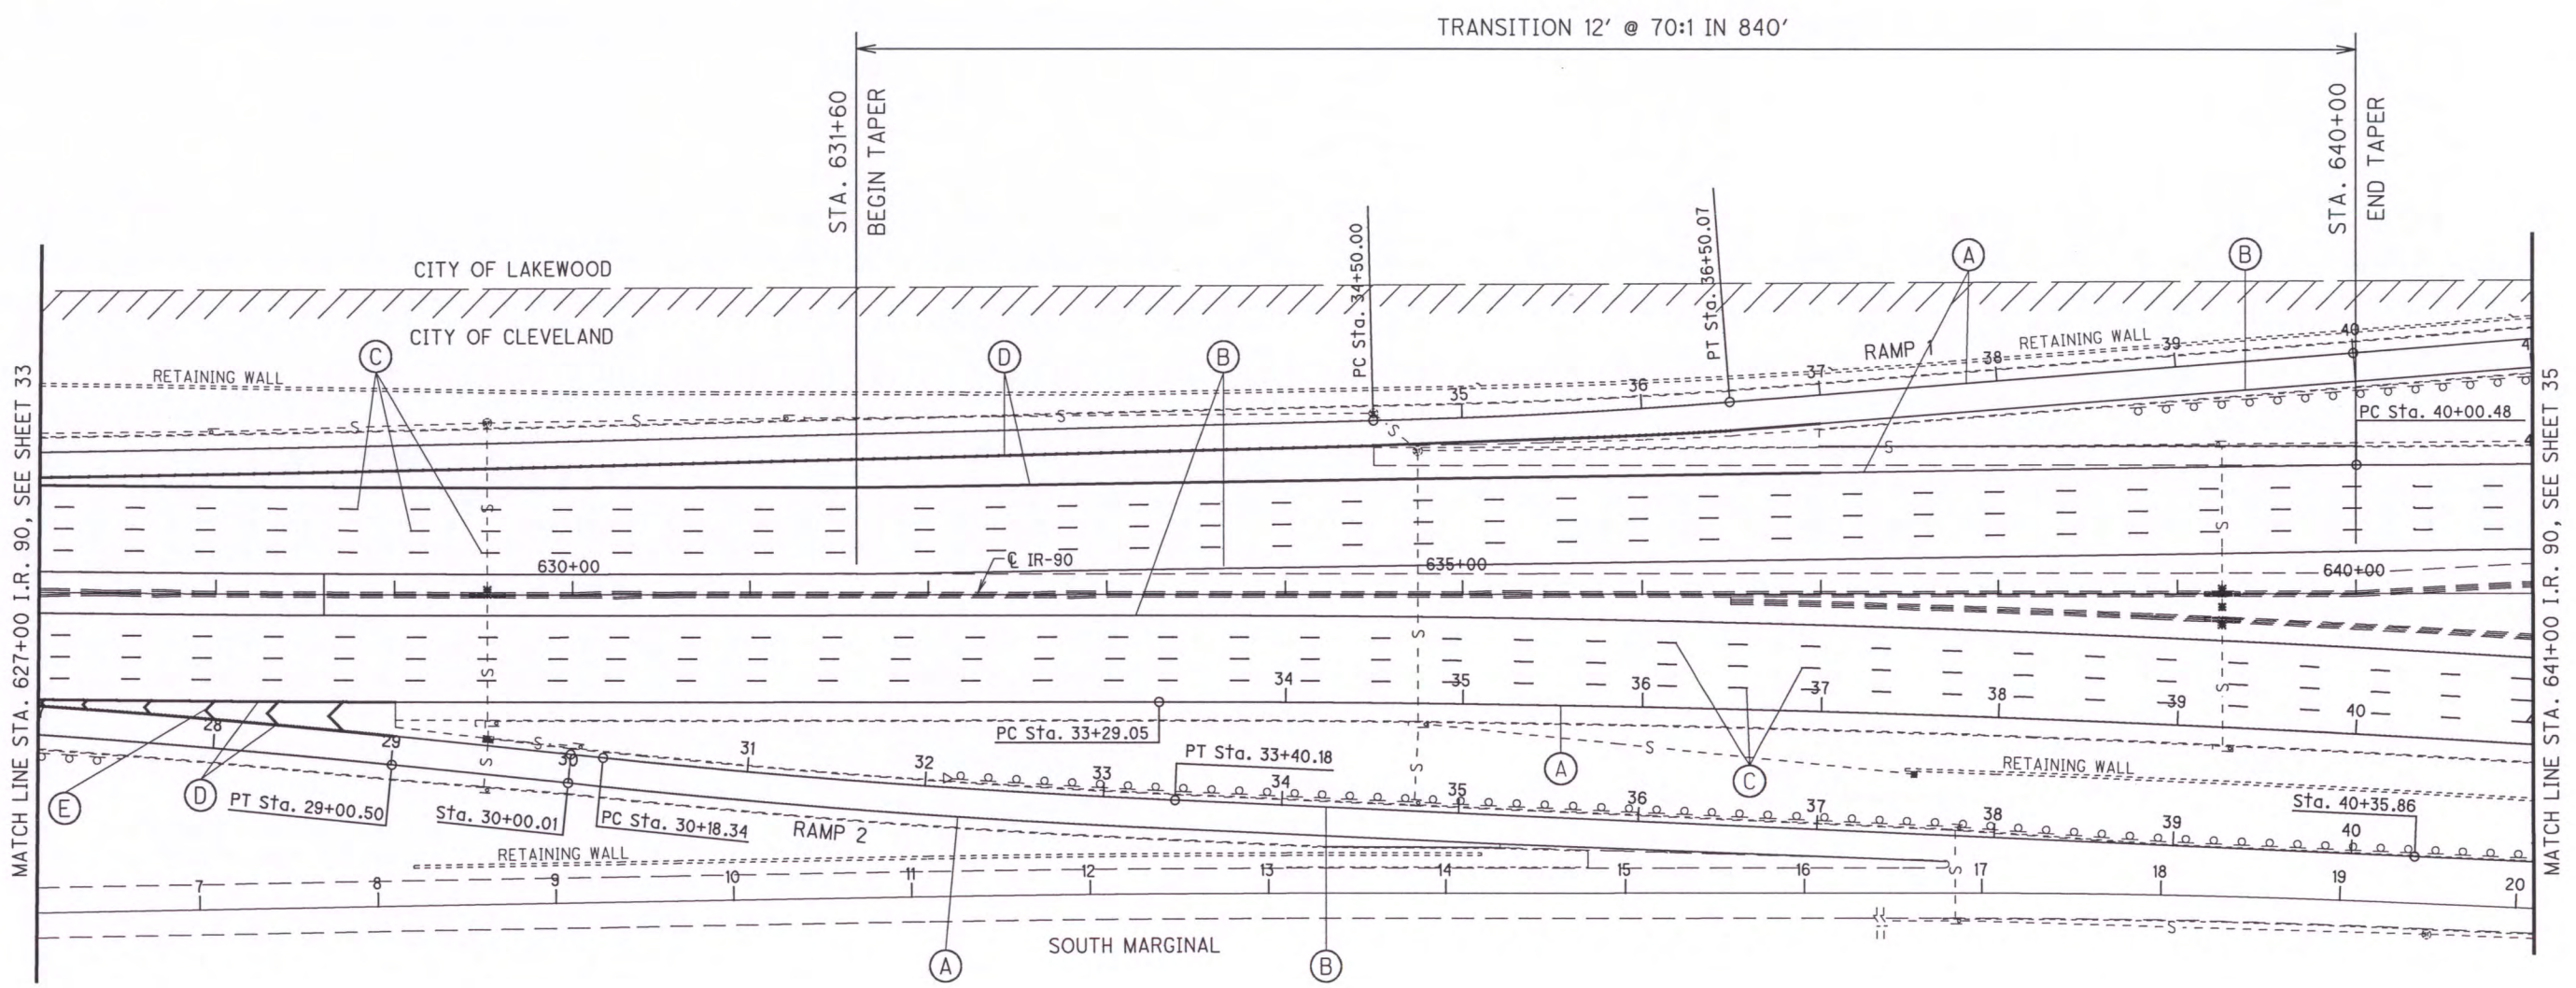 TRANSITION 12' @ 70:1 IN 840'
STA. 631+60
BEGIN TAPER
STA. 640+00
END TAPER
PC Sta. 34+50.00
PT Sta. 36+50.07
A
B
CITY OF LAKEWOOD
CITY OF CLEVELAND
C
D
B
RAMP 1
RETAINING WALL
RETAINING WALL
35
36
37
38
39
40
4
PC Sta. 40+00.48
4
S
S
S
S
S
S
S
S
630+00
℄ IR-90
635+00
640+00
S
S
S
S
34
35
36
37
38
39
40
28
29
30
31
32
33
34
35
36
37
38
39
40
PC Sta. 33+29.05
PT Sta. 33+40.18
S
S
S
S
A
C
RETAINING WALL
E
D
PT Sta. 29+00.50
Sta. 30+00.01
PC Sta. 30+18.34
RAMP 2
Sta. 40+35.86
RETAINING WALL
7
8
9
10
11
12
13
14
15
16
17
18
19
20
S
S
SOUTH MARGINAL
A
B
MATCH LINE STA. 627+00 I.R. 90, SEE SHEET 33
MATCH LINE STA. 641+00 I.R. 90, SEE SHEET 35